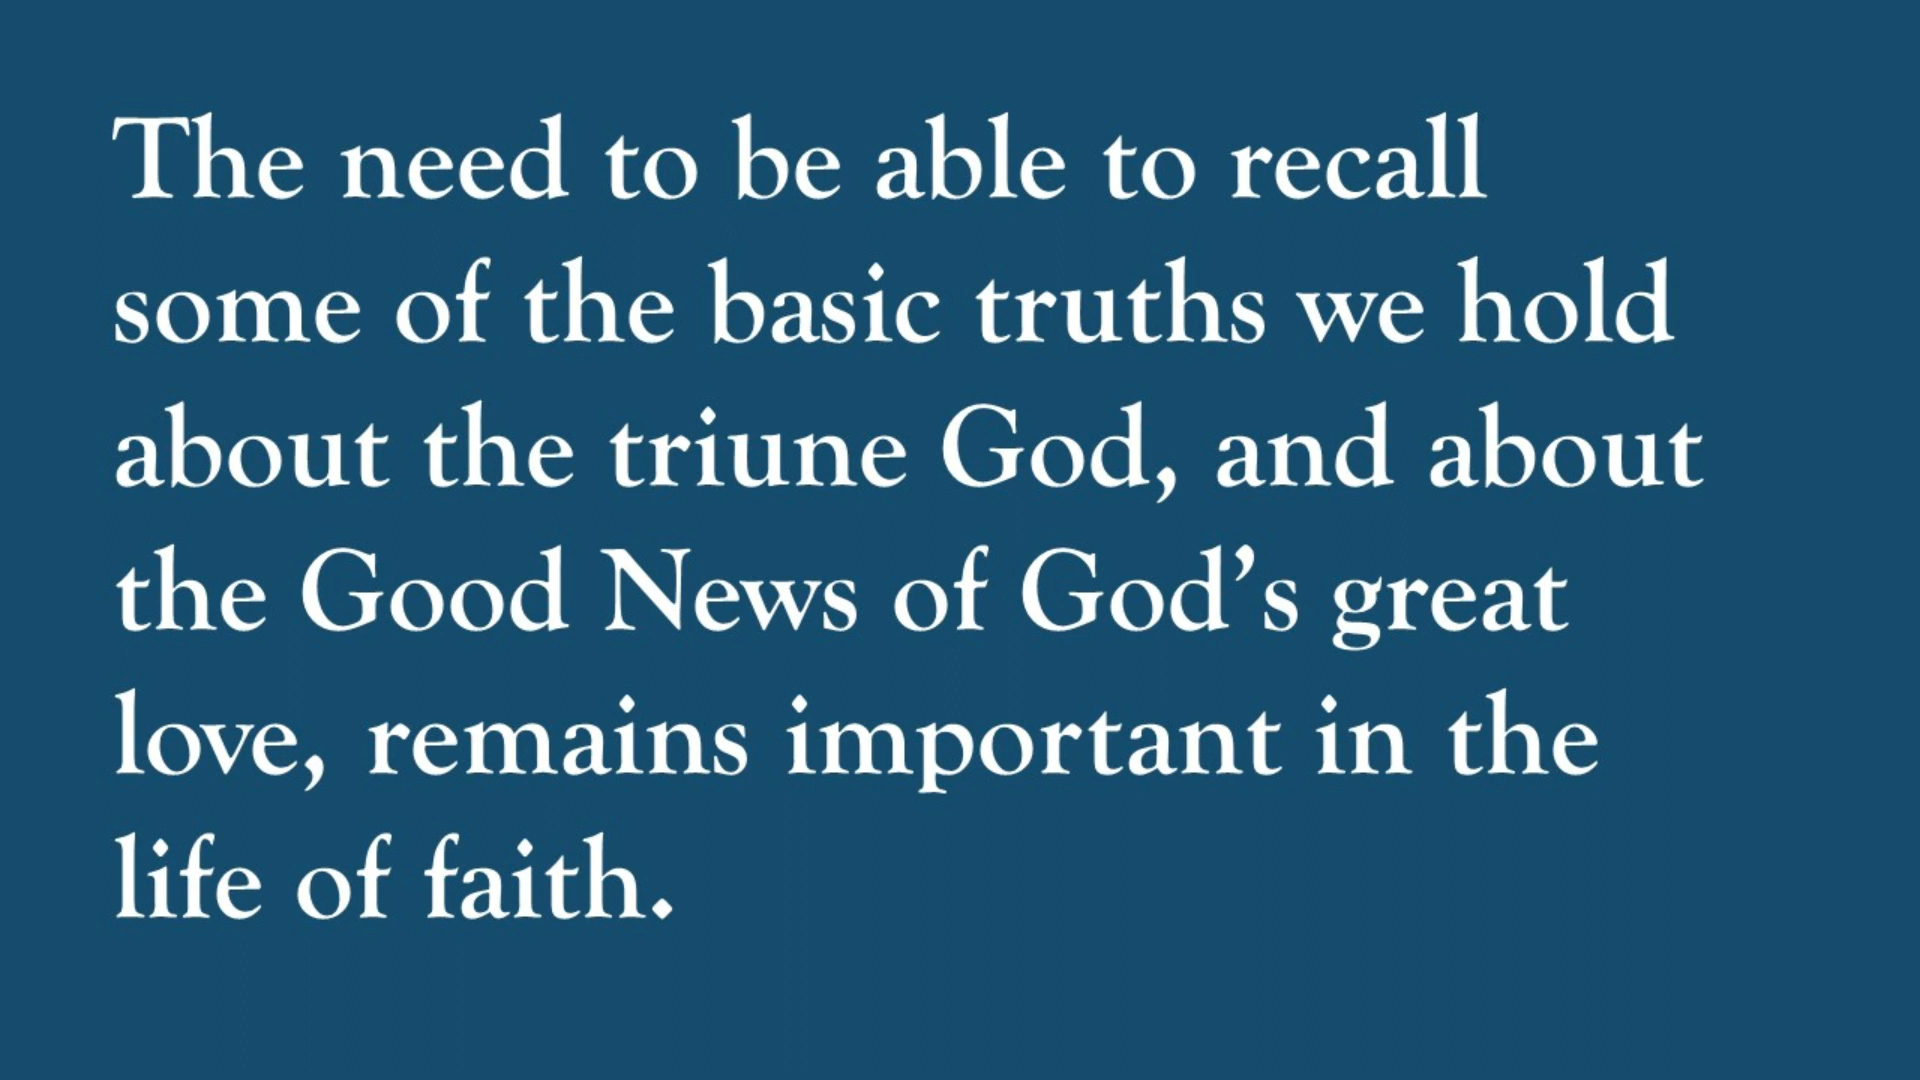 The need to be able to recall
some of the basic truths we hold
about the triune God, and about
the Good News of God’s great
love, remains important in the
life of faith.